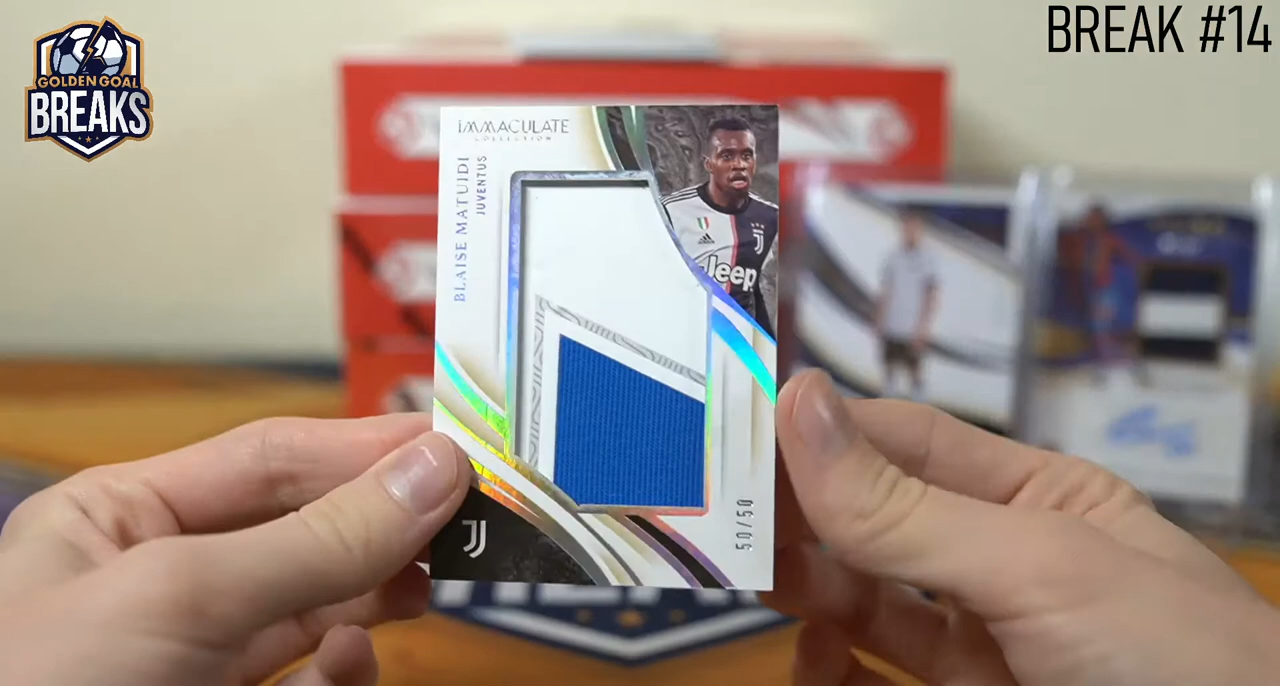 BREAK #14
GOLDEN GOAL
BREAKS
IMMACULATE
COLLECTION
BLAISE MATUIDI
JUVENTUS
Jeep
50/50